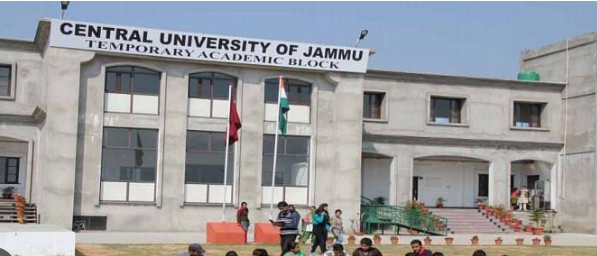 CENTRAL UNIVERSITY OF JAMMU
TEMPORARY ACADEMIC BLOCK